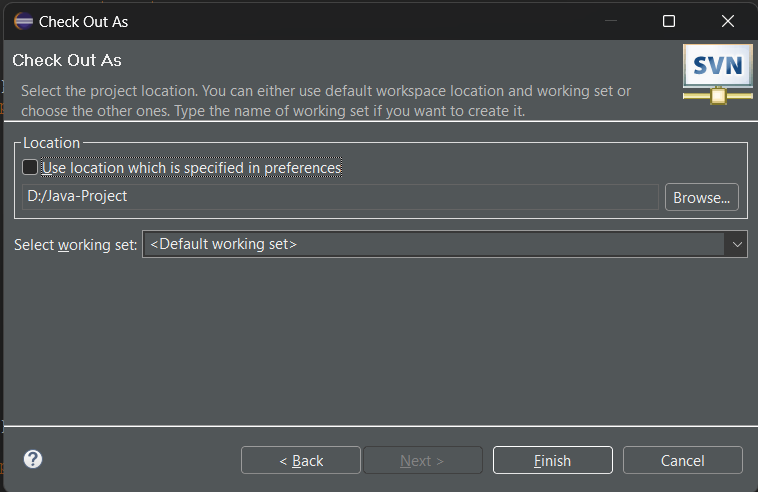 Check Out As
Check Out As
SVN
Select the project location. You can either use default workspace location and working set or
choose the other ones. Type the name of working set if you want to create it.
Location
Use location which is specified in preferences
D:/Java-Project
Browse...
Select working set:
<Default working set>
?
< Back
Next >
Finish
Cancel